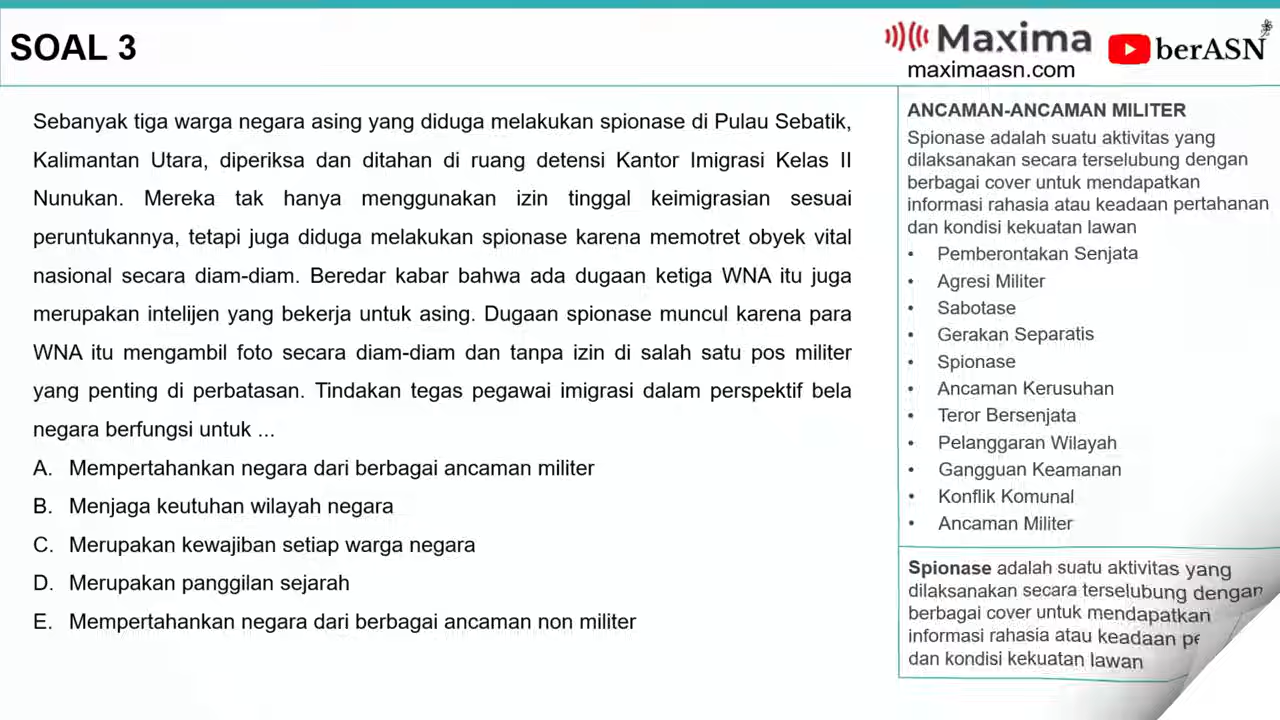 SOAL 3
Maxima
maximaasn.com
berASN
Sebanyak tiga warga negara asing yang diduga melakukan spionase di Pulau Sebatik,
Kalimantan Utara, diperiksa dan ditahan di ruang detensi Kantor Imigrasi Kelas II
Nunukan. Mereka tak hanya menggunakan izin tinggal keimigrasian sesuai
peruntukannya, tetapi juga diduga melakukan spionase karena memotret obyek vital
nasional secara diam-diam. Beredar kabar bahwa ada dugaan ketiga WNA itu juga
merupakan intelijen yang bekerja untuk asing. Dugaan spionase muncul karena para
WNA itu mengambil foto secara diam-diam dan tanpa izin di salah satu pos militer
yang penting di perbatasan. Tindakan tegas pegawai imigrasi dalam perspektif bela
negara berfungsi untuk ...
A. Mempertahankan negara dari berbagai ancaman militer
B. Menjaga keutuhan wilayah negara
C. Merupakan kewajiban setiap warga negara
D. Merupakan panggilan sejarah
E. Mempertahankan negara dari berbagai ancaman non militer
ANCAMAN-ANCAMAN MILITER
Spionase adalah suatu aktivitas yang
dilaksanakan secara terselubung dengan
berbagai cover untuk mendapatkan
informasi rahasia atau keadaan pertahanan
dan kondisi kekuatan lawan
• Pemberontakan Senjata
• Agresi Militer
• Sabotase
• Gerakan Separatis
• Spionase
• Ancaman Kerusuhan
• Teror Bersenjata
• Pelanggaran Wilayah
• Gangguan Keamanan
• Konflik Komunal
• Ancaman Militer
Spionase adalah suatu aktivitas yang
dilaksanakan secara terselubung dengan
berbagai cover untuk mendapatkan
informasi rahasia atau keadaan
dan kondisi kekuatan lawan